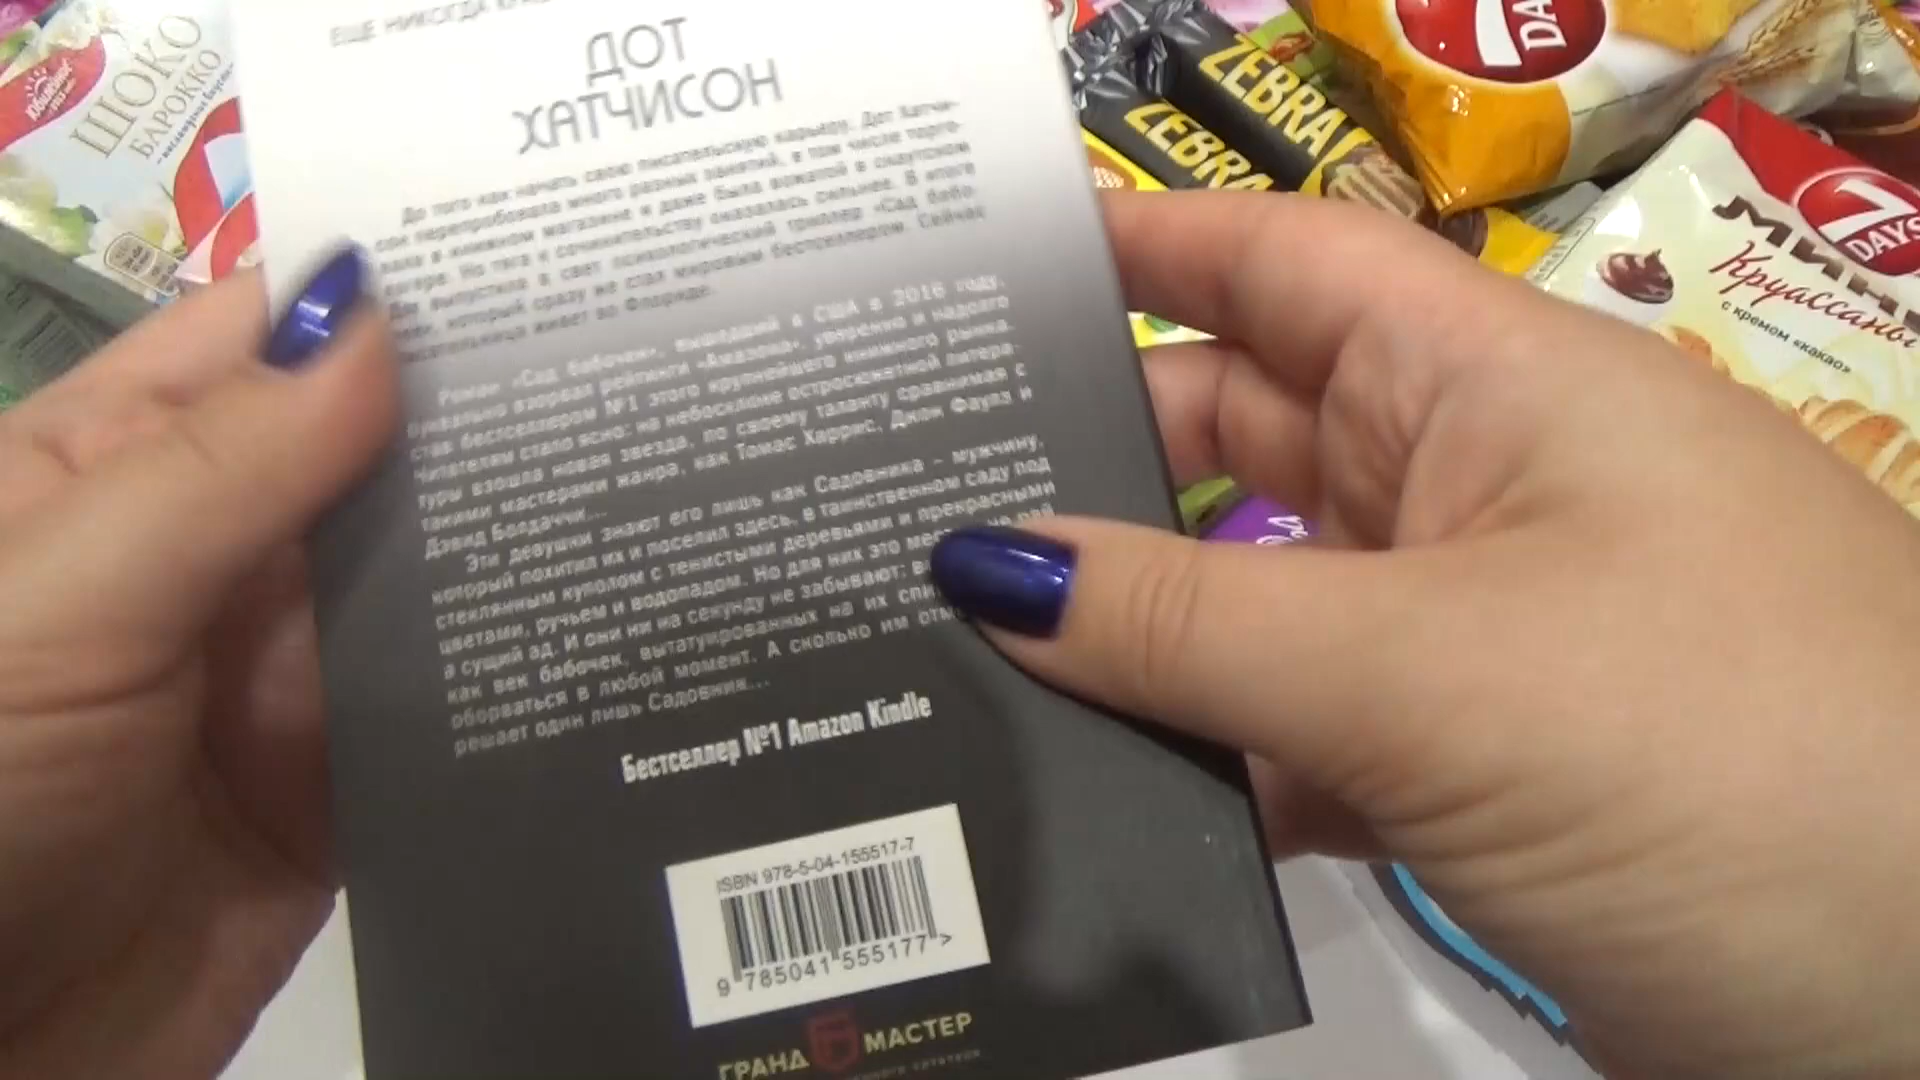 ЕЩЕ НИКОГДА
ДОТ
ХАТЧИСОН
До того как начать свою писательскую карьеру, Дот Хатчи-
сон перепробовала много разных занятий, в том числе торго-
вала в книжном магазине и даже была вожатой в скаутском
лагере. Но тяга к сочинительству оказалась сильнее. В итоге
Дот выпустила в свет психологический триллер «Сад бабо-
чек», который сразу же стал мировым бестселлером. Сейчас
писательница живет во Флориде.
Роман «Сад бабочек», вышедший в США в 2016 году,
буквально взорвал рейтинги «Амазона», уверенно и надолго
став бестселлером №1 этого крупнейшего книжного рынка.
Читателям стало ясно: на небосклоне остросюжетной литера-
туры взошла новая звезда, по своему таланту сравнимая с
такими мастерами жанра, как Томас Харрис, Джон Фаулз и
Дэвид Болдаччи...
Эти девушки знают его лишь как Садовника – мужчину,
который похитил их и поселил здесь, в таинственном саду под
стеклянным куполом с тенистыми деревьями и прекрасными
цветами, ручьем и водопадом. Но для них это мес
а сущий ад. И они ни на секунду не забывают: в
как век бабочек, вытатуированных на их спи
оборваться в любой момент. А сколько им отм
решает один лишь Садовник...
Бестселлер №1 Amazon Kindle
ISBN 978-5-04-155517-7
9 785041 555177 >
ГРАНД МАСТЕР
Юбилейное
ШОКО
БАРОККО
ZEBRA
ZEBRA
7 DA
7 DAYS
МИНИ
Круассаны
с кремом «какао»